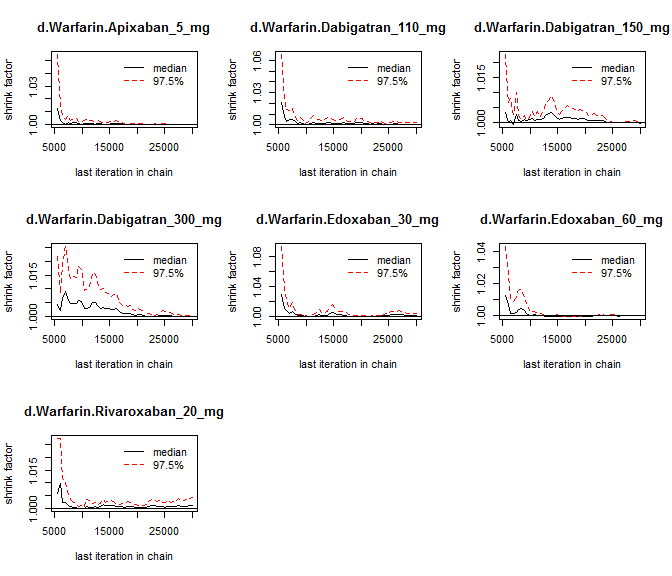 d.Warfarin.Apixaban_5_mg
shrink factor
1.00 1.03
median
97.5%
5000 15000 25000
last iteration in chain
d.Warfarin.Dabigatran_110_mg
shrink factor
1.00 1.03 1.06
median
97.5%
5000 15000 25000
last iteration in chain
d.Warfarin.Dabigatran_150_mg
shrink factor
1.000 1.015
median
97.5%
5000 15000 25000
last iteration in chain
d.Warfarin.Dabigatran_300_mg
shrink factor
1.000 1.015
median
97.5%
5000 15000 25000
last iteration in chain
d.Warfarin.Edoxaban_30_mg
shrink factor
1.00 1.04 1.08
median
97.5%
5000 15000 25000
last iteration in chain
d.Warfarin.Edoxaban_60_mg
shrink factor
1.00 1.02 1.04
median
97.5%
5000 15000 25000
last iteration in chain
d.Warfarin.Rivaroxaban_20_mg
shrink factor
1.000 1.015
median
97.5%
5000 15000 25000
last iteration in chain